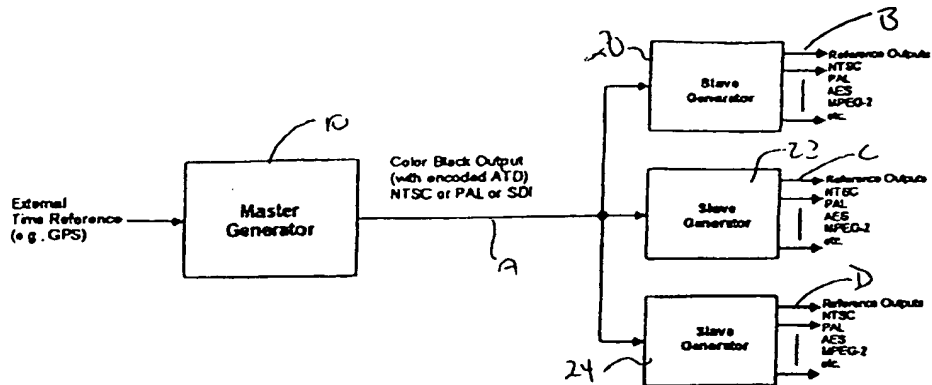 B
20
Reference Outputs
NTSC
PAL
AES
MPEG-2
etc.
Slave
Generator
10
Color Black Output
(with encoded ATD)
NTSC or PAL or SDI
External
Time Reference
(e.g., GPS)
Master
Generator
A
22
C
Reference Outputs
NTSC
PAL
AES
MPEG-2
etc.
Slave
Generator
D
Reference Outputs
NTSC
PAL
AES
MPEG-2
etc.
Slave
Generator
24